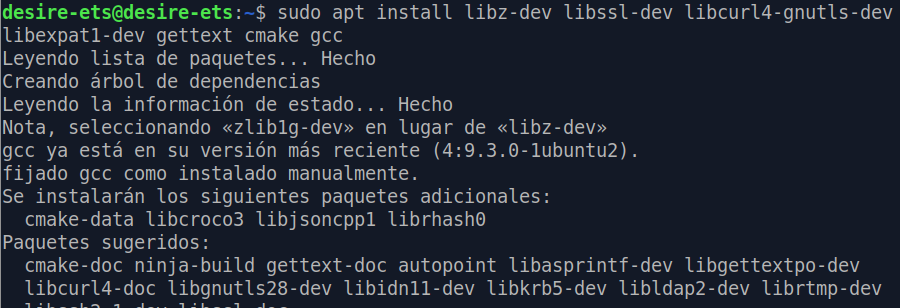 desire-ets@desire-ets:~$ sudo apt install libz-dev libssl-dev libcurl4-gnutls-dev
libexpat1-dev gettext cmake gcc
Leyendo lista de paquetes... Hecho
Creando árbol de dependencias
Leyendo la información de estado... Hecho
Nota, seleccionando «zlib1g-dev» en lugar de «libz-dev»
gcc ya está en su versión más reciente (4:9.3.0-1ubuntu2).
fijado gcc como instalado manualmente.
Se instalarán los siguientes paquetes adicionales:
  cmake-data libcroco3 libjsoncpp1 librhash0
Paquetes sugeridos:
  cmake-doc ninja-build gettext-doc autopoint libasprintf-dev libgettextpo-dev
  libcurl4-doc libgnutls28-dev libidn11-dev libkrb5-dev libldap2-dev librtmp-dev